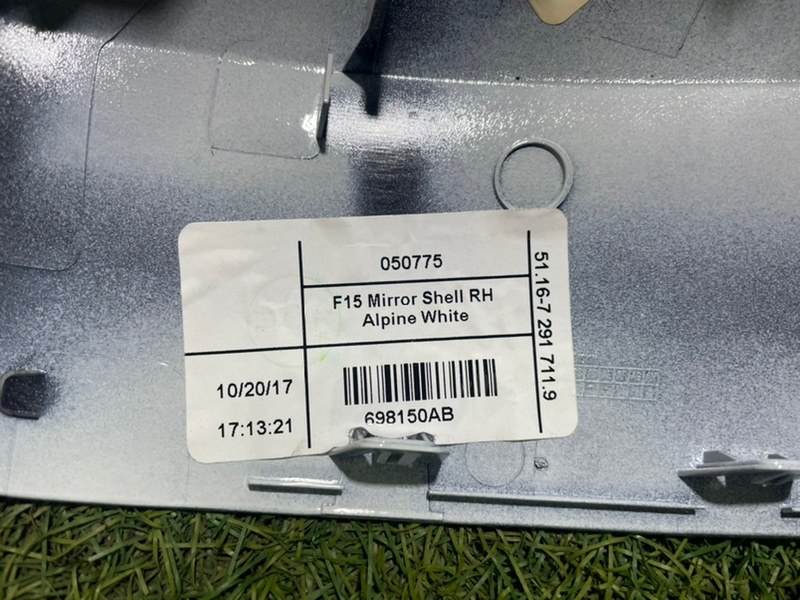 050775
F15 Mirror Shell RH
Alpine White
51.16-7 291 711.9
10/20/17
17:13:21
698150AB